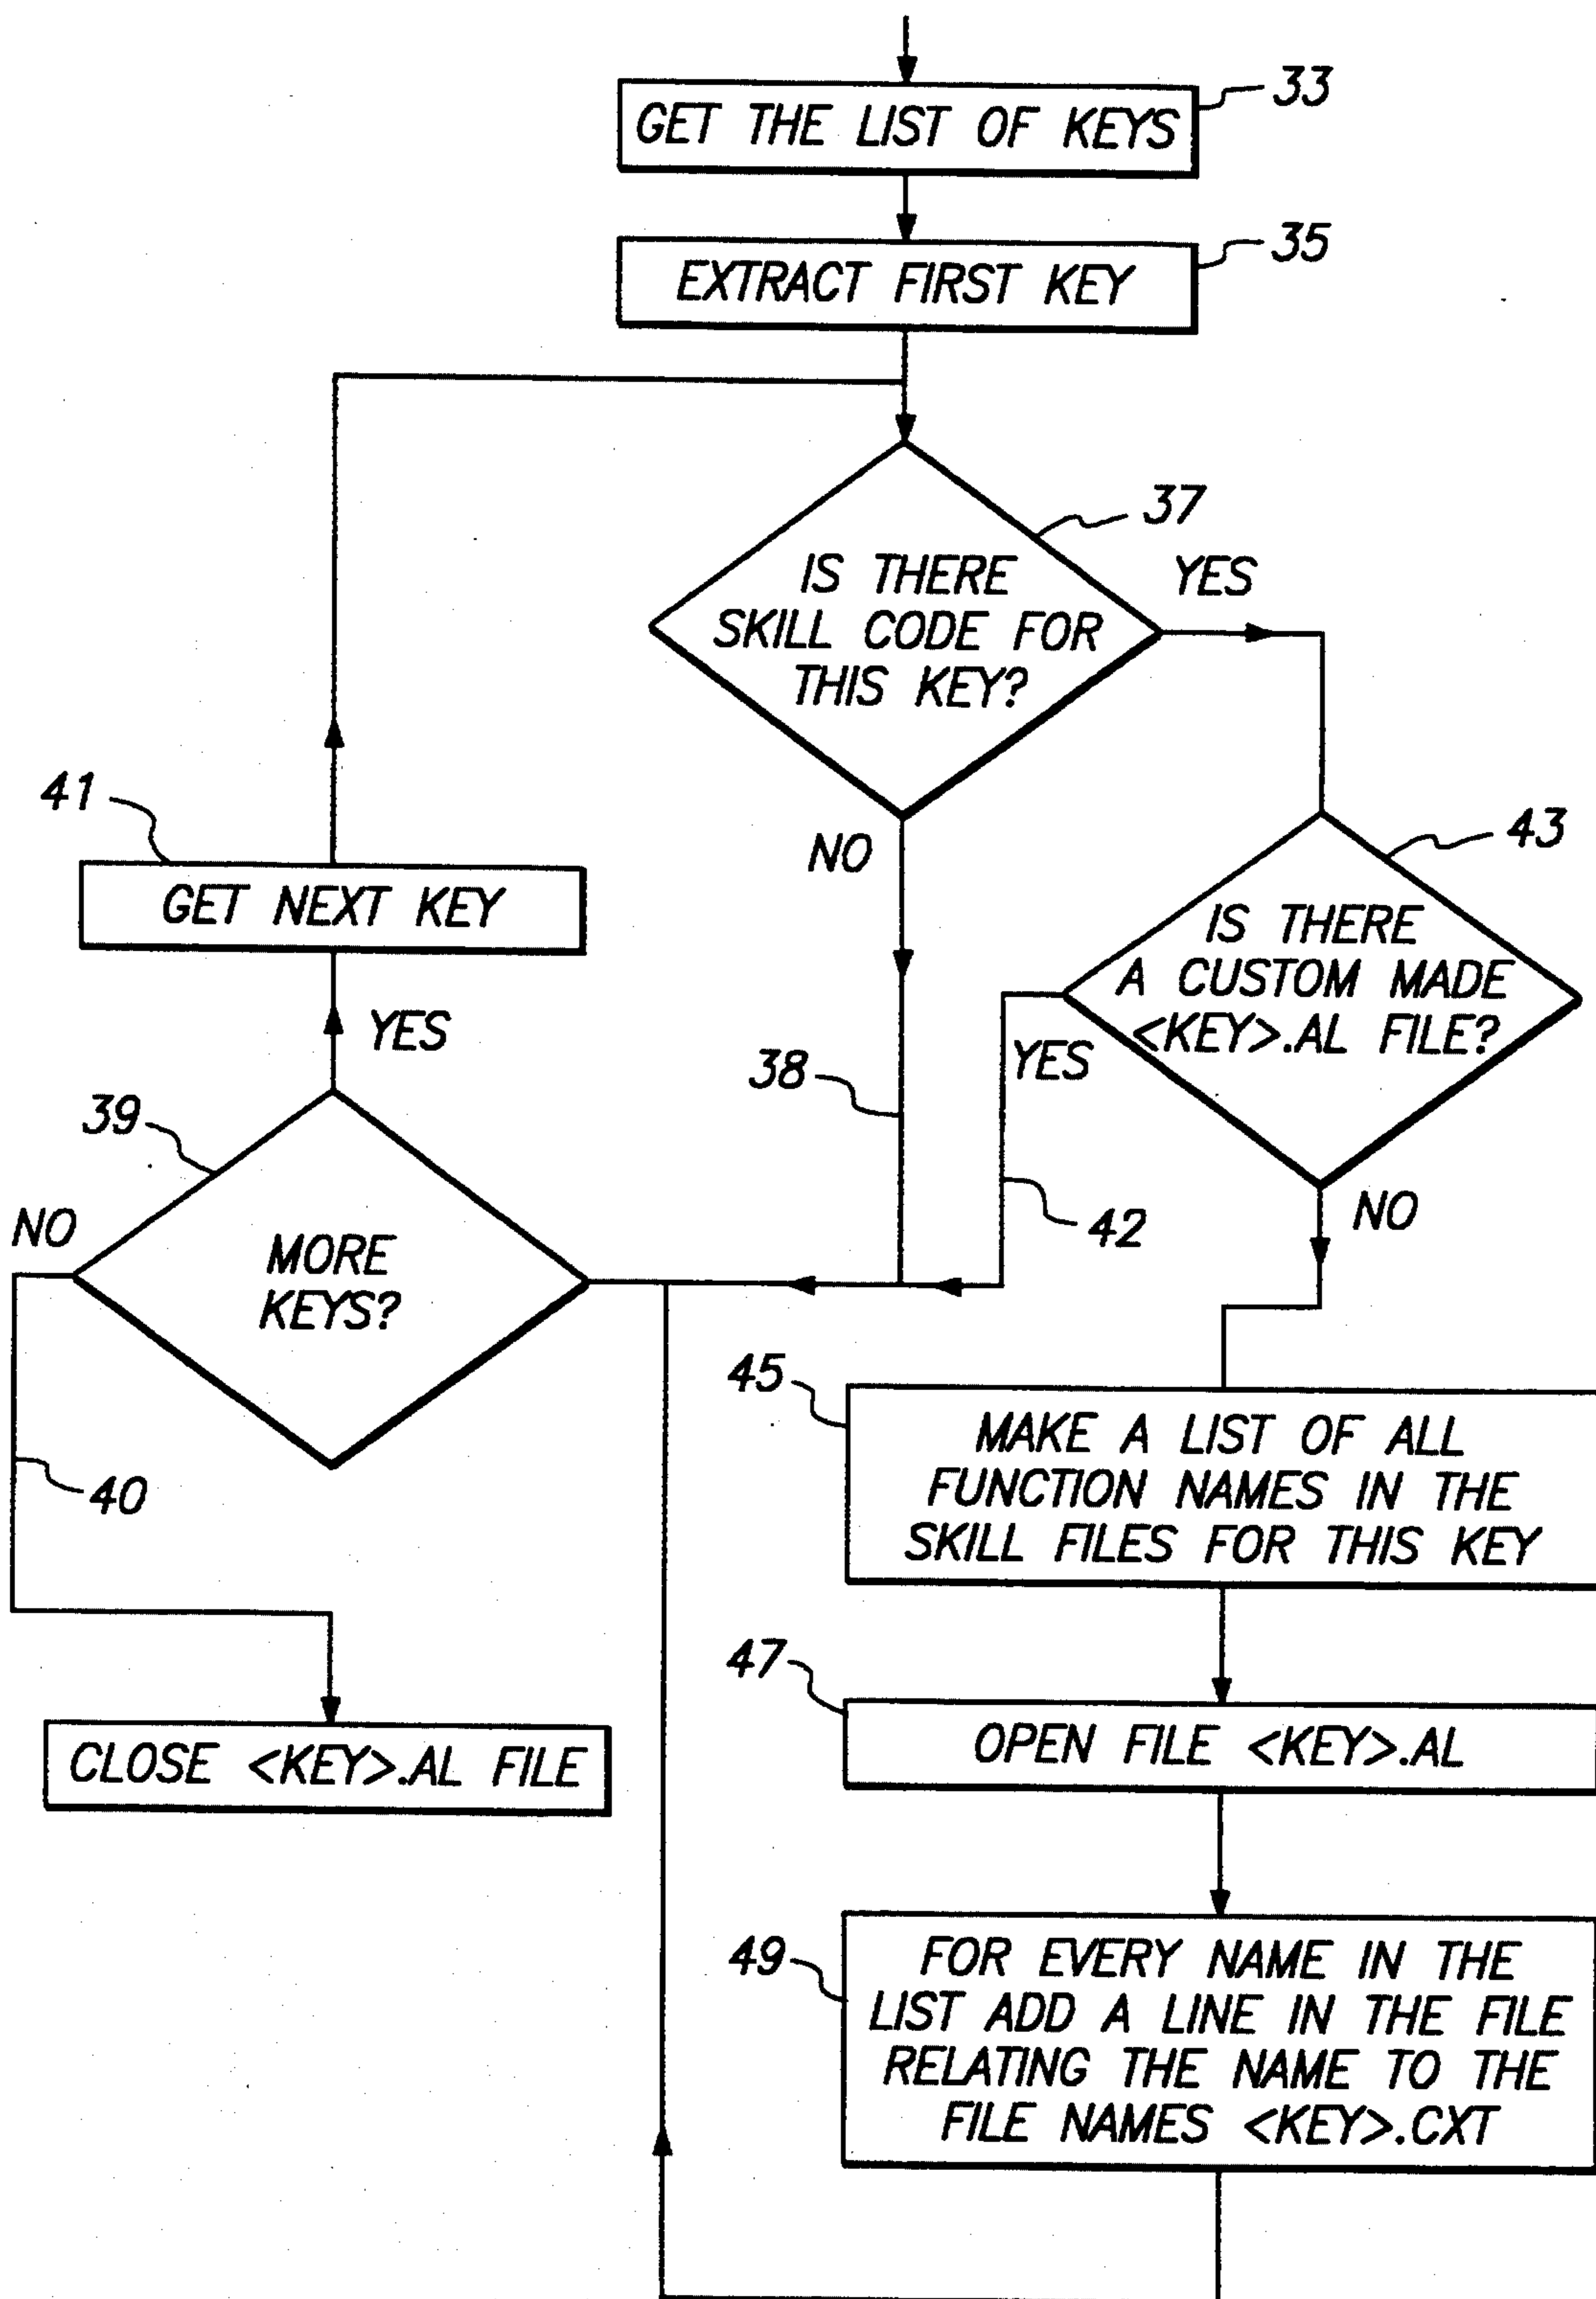 GET THE LIST OF KEYS
33
EXTRACT FIRST KEY
35
37
IS THERE
SKILL CODE FOR
THIS KEY?
YES
NO
41
GET NEXT KEY
43
IS THERE
A CUSTOM MADE
<KEY>.AL FILE?
YES
YES
38
39
42
NO
NO
MORE
KEYS?
40
45
MAKE A LIST OF ALL
FUNCTION NAMES IN THE
SKILL FILES FOR THIS KEY
47
OPEN FILE <KEY>.AL
CLOSE <KEY>.AL FILE
49
FOR EVERY NAME IN THE
LIST ADD A LINE IN THE FILE
RELATING THE NAME TO THE
FILE NAMES <KEY>.CXT